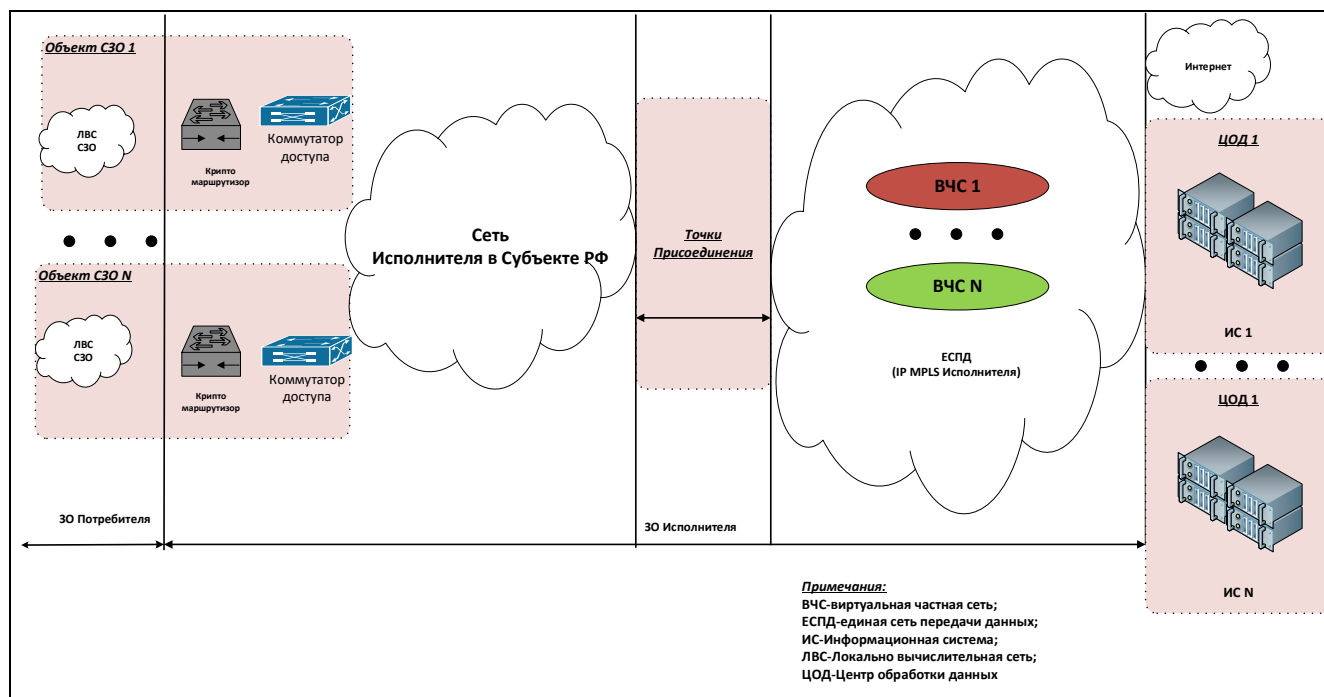 Объект СЗО 1
ЛВС
СЗО
Крипто
маршрутизор
Коммутатор
доступа
Объект СЗО N
ЛВС
СЗО
Крипто
маршрутизор
Коммутатор
доступа
Сеть
Исполнителя в Субъекте РФ
Точки
Присоединения
ВЧС 1
ВЧС N
ЕСПД
(IP MPLS Исполнителя)
Интернет
ЦОД 1
ИС 1
ЦОД 1
ИС N
ЗО Потребителя
ЗО Исполнителя
Примечания:
ВЧС-виртуальная частная сеть;
ЕСПД-единая сеть передачи данных;
ИС-Информационная система;
ЛВС-Локально вычислительная сеть;
ЦОД-Центр обработки данных